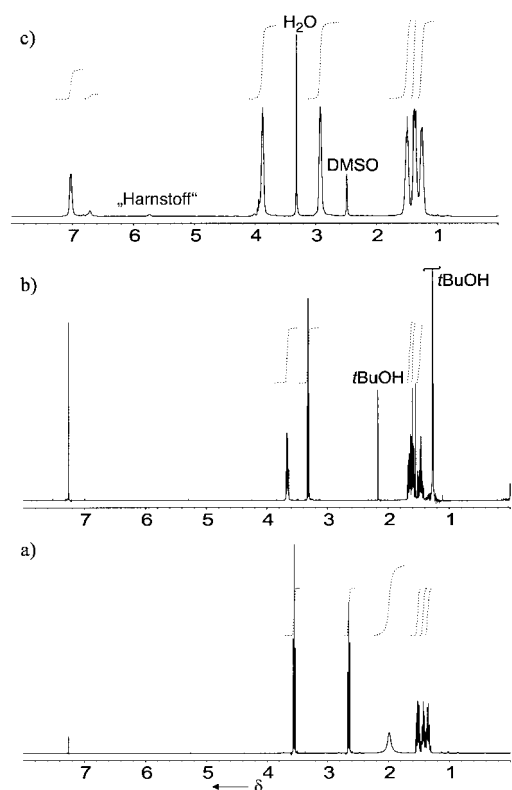 c)
H₂O
DMSO
„Harnstoff“
7 6 5 4 3 2 1
b)
tBuOH
tBuOH
7 6 5 4 3 2 1
a)
7 6 5 4 3 2 1
← δ